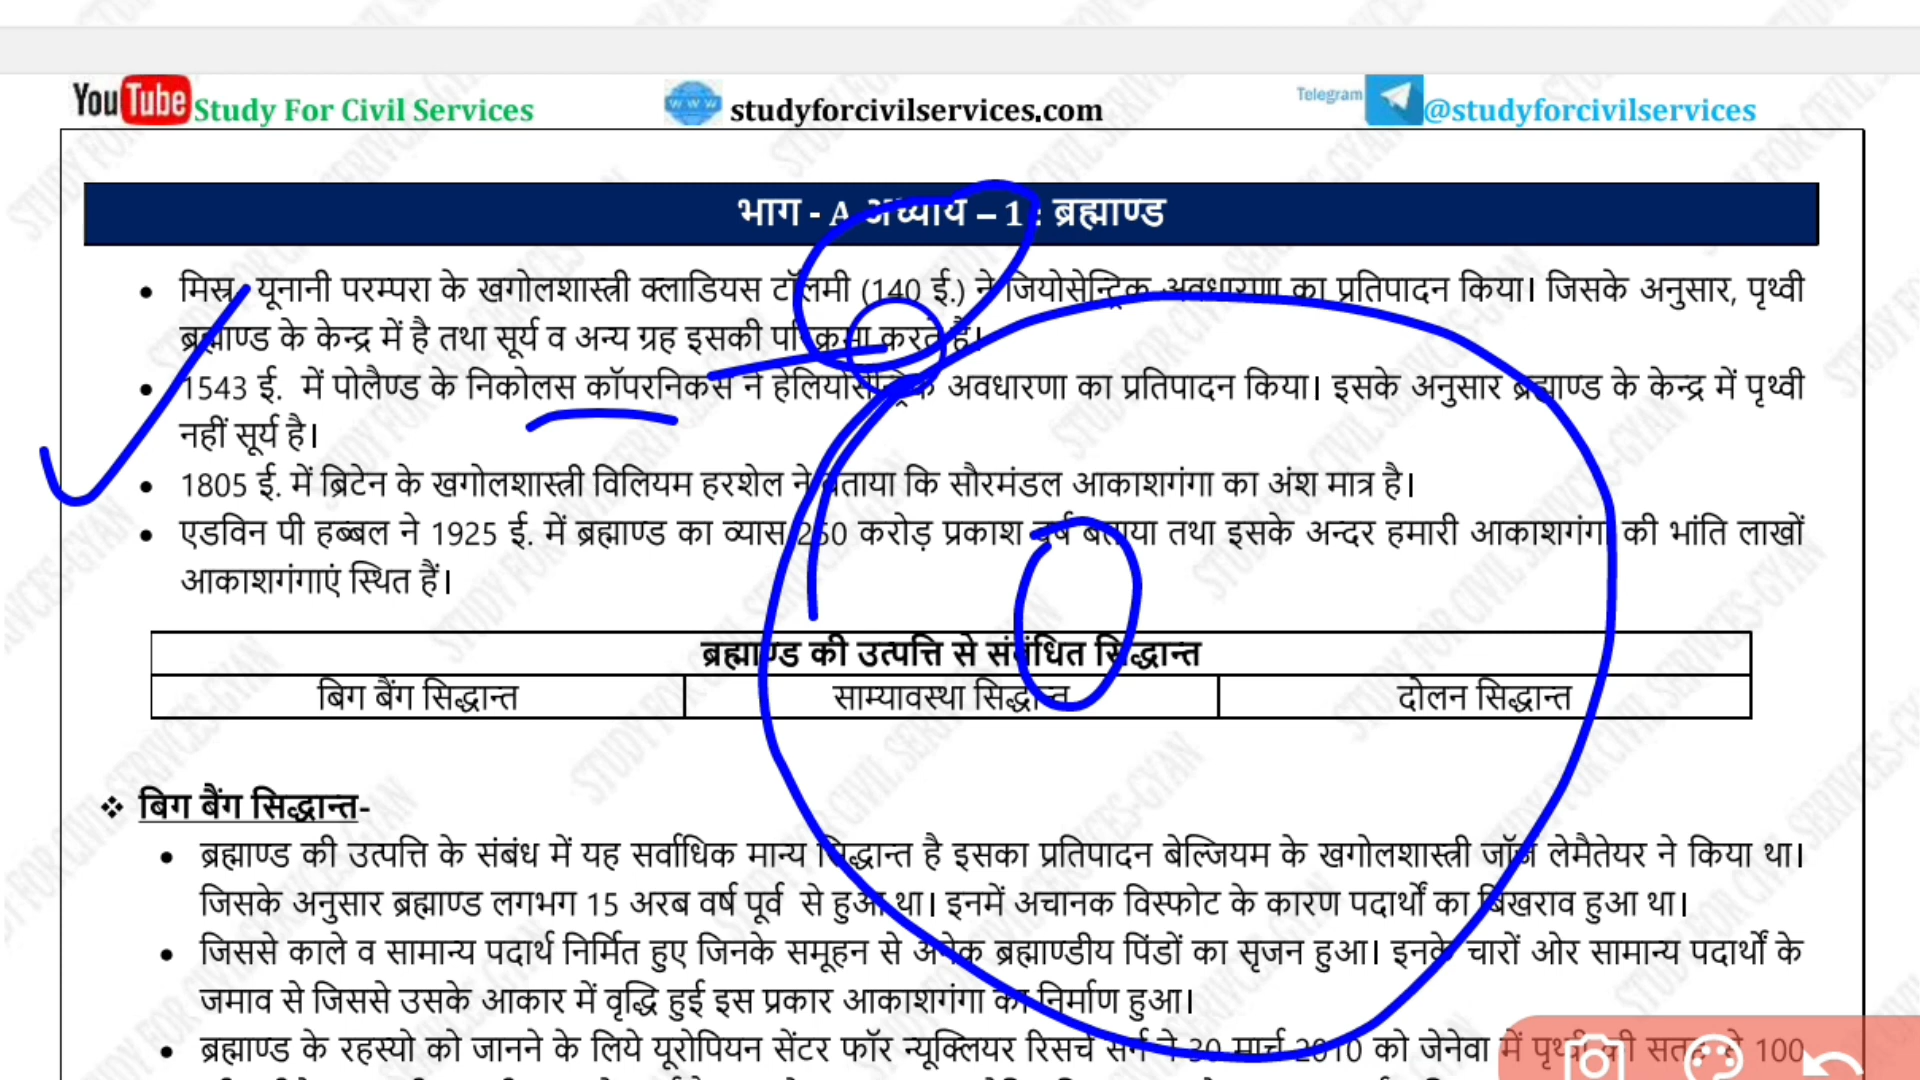 YouTube Study For Civil Services
www studyforcivilservices.com
Telegram @studyforcivilservices
भाग - A अध्याय – 1 : ब्रह्माण्ड
• मिस्र, यूनानी परम्परा के खगोलशास्त्री क्लाडियस टॉलमी (140 ई.) ने जियोसेन्ट्रिक अवधारणा का प्रतिपादन किया। जिसके अनुसार, पृथ्वी
ब्रह्माण्ड के केन्द्र में है तथा सूर्य व अन्य ग्रह इसकी परिक्रमा करते है।
• 1543 ई. में पोलैण्ड के निकोलस कॉपरनिकस ने हेलियोसेन्ट्रिक अवधारणा का प्रतिपादन किया। इसके अनुसार ब्रह्माण्ड के केन्द्र में पृथ्वी
नहीं सूर्य है।
• 1805 ई. में ब्रिटेन के खगोलशास्त्री विलियम हरशेल ने बताया कि सौरमंडल आकाशगंगा का अंश मात्र है।
• एडविन पी हब्बल ने 1925 ई. में ब्रह्माण्ड का व्यास 250 करोड़ प्रकाश वर्ष बताया तथा इसके अन्दर हमारी आकाशगंगा की भांति लाखों
आकाशगंगाएं स्थित हैं।
ब्रह्माण्ड की उत्पत्ति से संबंधित सिद्धान्त
बिग बैंग सिद्धान्त साम्यावस्था सिद्धान्त दोलन सिद्धान्त
❖ बिग बैंग सिद्धान्त-
• ब्रह्माण्ड की उत्पत्ति के संबंध में यह सर्वाधिक मान्य सिद्धान्त है इसका प्रतिपादन बेल्जियम के खगोलशास्त्री जॉर्ज लेमैतेयर ने किया था।
जिसके अनुसार ब्रह्माण्ड लगभग 15 अरब वर्ष पूर्व से हुआ था। इनमें अचानक विस्फोट के कारण पदार्थों का बिखराव हुआ था।
• जिससे काले व सामान्य पदार्थ निर्मित हुए जिनके समूहन से अनेक ब्रह्माण्डीय पिंडों का सृजन हुआ। इनके चारों ओर सामान्य पदार्थों के
जमाव से जिससे उसके आकार में वृद्धि हुई इस प्रकार आकाशगंगा का निर्माण हुआ।
• ब्रह्माण्ड के रहस्यो को जानने के लिये यूरोपियन सेंटर फॉर न्यूक्लियर रिसर्च सर्न ने 30 मार्च 2010 को जेनेवा में पृथ्वी की सतह से 100